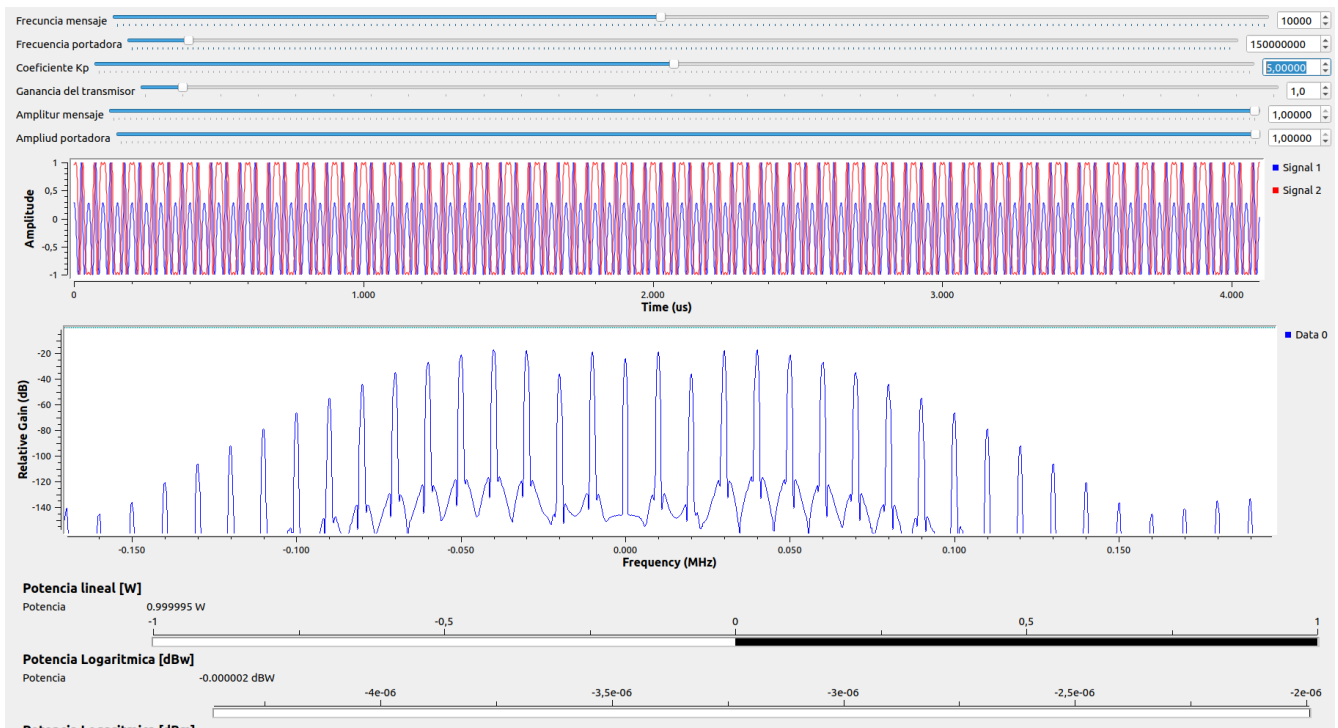 Frecuncia mensaje 10000
Frecuencia portadora 150000000
Coeficiente Kp 5,00000
Ganancia del transmisor 1,0
Amplitur mensaje 1,00000
Ampliud portadora 1,00000
Amplitude
1
0,5
0
-0,5
-1
Signal 1
Signal 2
0 1.000 2.000 3.000 4.000
Time (us)
Relative Gain (dB)
-20
-40
-60
-80
-100
-120
-140
Data 0
-0.150 -0.100 -0.050 0.000 0.050 0.100 0.150
Frequency (MHz)
Potencia lineal [W]
Potencia 0.999995 W
-1 -0,5 0 0,5 1
Potencia Logaritmica [dBw]
Potencia -0.000002 dBW
-4e-06 -3,5e-06 -3e-06 -2,5e-06 -2e-06
Potencia Logaritmica [dBw]